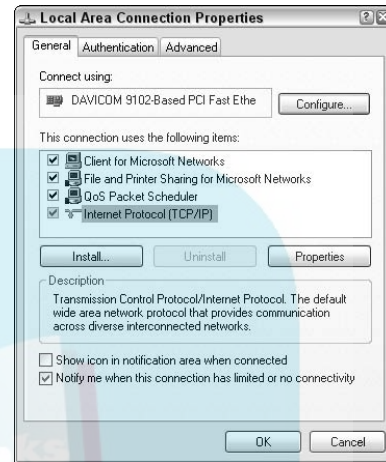 Local Area Connection Properties
General Authentication Advanced
Connect using:
DAVICOM 9102-Based PCI Fast Ethe
Configure...
This connection uses the following items:
Client for Microsoft Networks
File and Printer Sharing for Microsoft Networks
QoS Packet Scheduler
Internet Protocol (TCP/IP)
Install... Uninstall Properties
Description
Transmission Control Protocol/Internet Protocol. The default
wide area network protocol that provides communication
across diverse interconnected networks.
Show icon in notification area when connected
Notify me when this connection has limited or no connectivity
OK Cancel